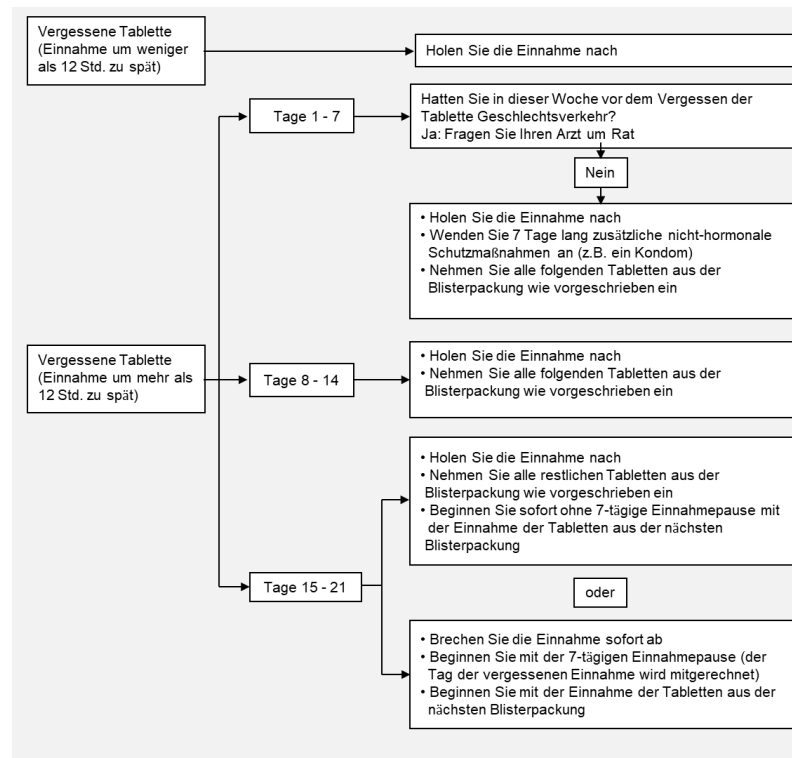 Vergessene Tablette
(Einnahme um weniger
als 12 Std. zu spät)
Holen Sie die Einnahme nach
Tage 1 - 7
Hatten Sie in dieser Woche vor dem Vergessen der
Tablette Geschlechtsverkehr?
Ja: Fragen Sie Ihren Arzt um Rat
Nein
• Holen Sie die Einnahme nach
• Wenden Sie 7 Tage lang zusätzliche nicht-hormonale
Schutzmaßnahmen an (z.B. ein Kondom)
• Nehmen Sie alle folgenden Tabletten aus der
Blisterpackung wie vorgeschrieben ein
Vergessene Tablette
(Einnahme um mehr als
12 Std. zu spät)
Tage 8 - 14
• Holen Sie die Einnahme nach
• Nehmen Sie alle folgenden Tabletten aus der
Blisterpackung wie vorgeschrieben ein
Tage 15 - 21
• Holen Sie die Einnahme nach
• Nehmen Sie alle restlichen Tabletten aus der
Blisterpackung wie vorgeschrieben ein
• Beginnen Sie sofort ohne 7-tägige Einnahmepause mit
der Einnahme der Tabletten aus der nächsten
Blisterpackung
oder
• Brechen Sie die Einnahme sofort ab
• Beginnen Sie mit der 7-tägigen Einnahmepause (der
Tag der vergessenen Einnahme wird mitgerechnet)
• Beginnen Sie mit der Einnahme der Tabletten aus der
nächsten Blisterpackung